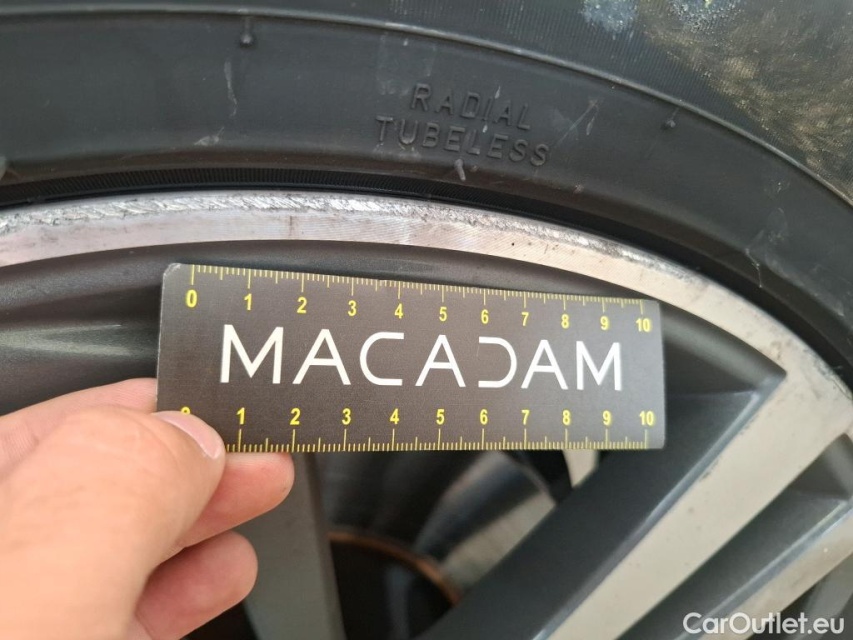 RADIAL
TUBELESS
0 1 2 3 4 5 6 7 8 9 10
MACADAM
1 2 3 4 5 6 7 8 9 10
CarOutlet.eu